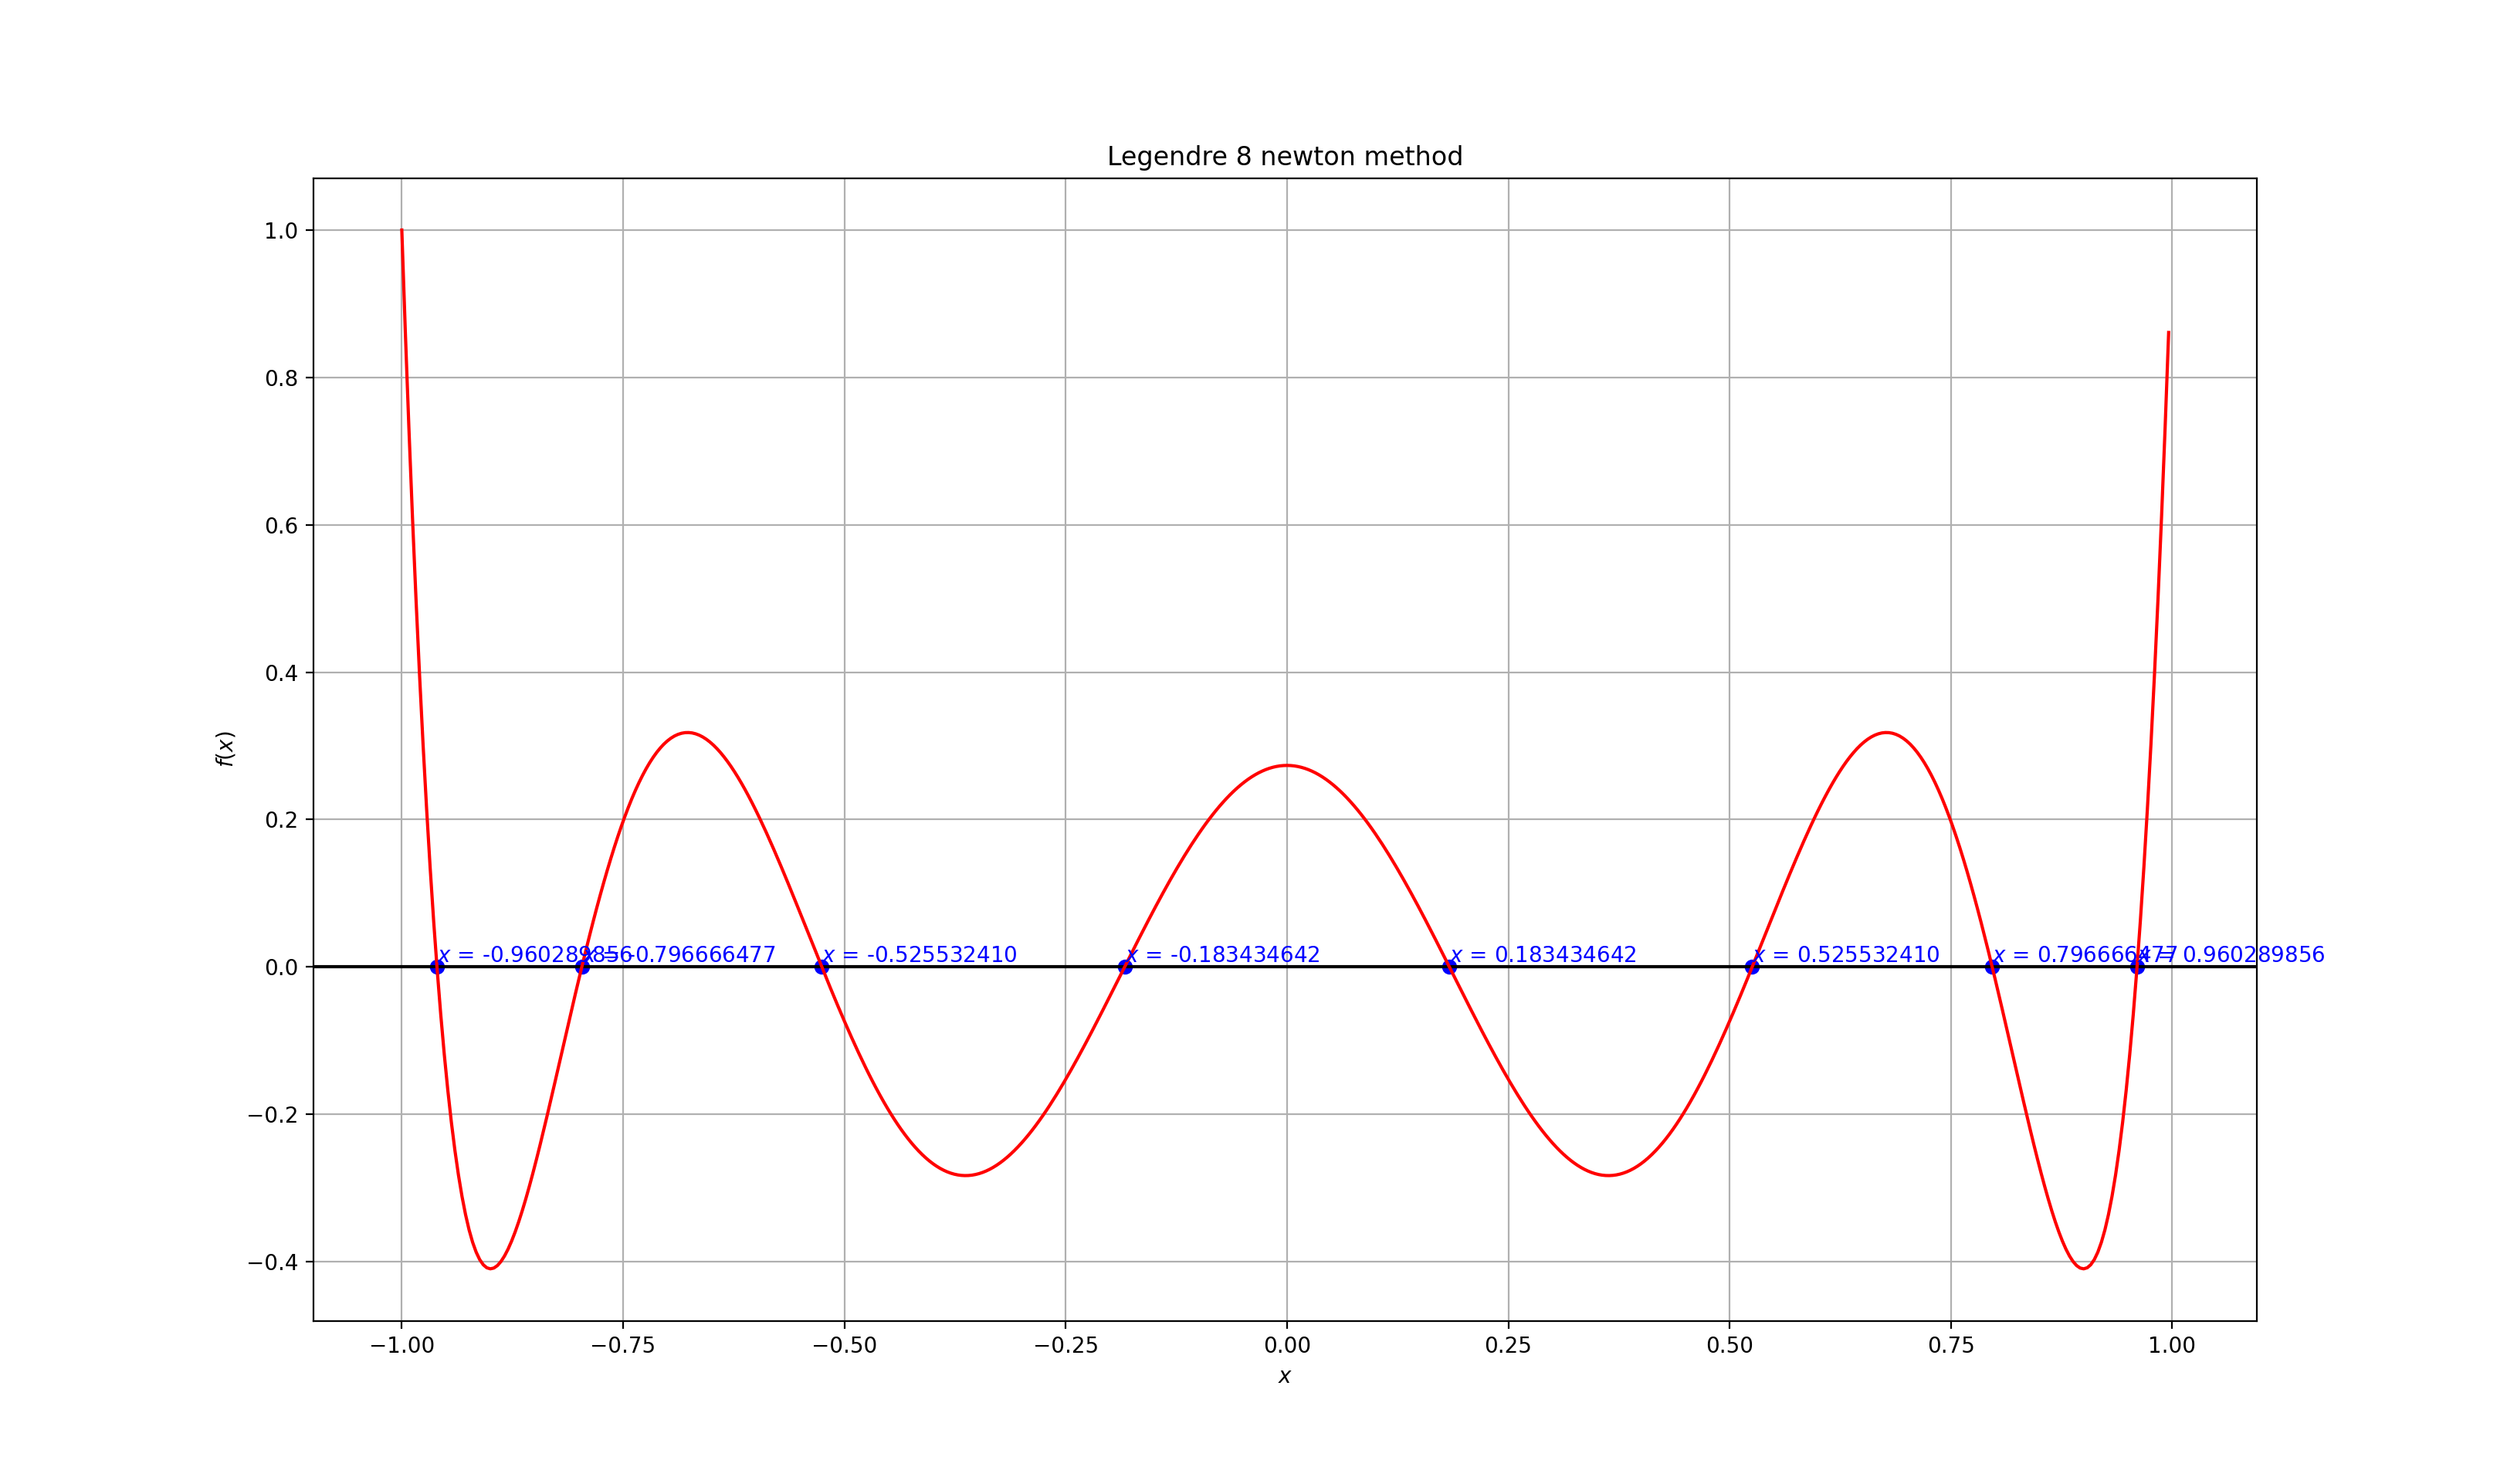 Legendre 8 newton method
1.0
0.8
0.6
0.4
0.2
0.0
−0.2
−0.4
f(x)
x = -0.960289856
x = -0.796666477
x = -0.525532410
x = -0.183434642
x = 0.183434642
x = 0.525532410
x = 0.796666477
x = 0.960289856
−1.00
−0.75
−0.50
−0.25
0.00
0.25
0.50
0.75
1.00
x